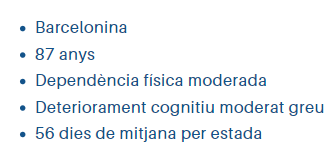 • Barcelonina
• 87 anys
• Dependència física moderada
• Deteriorament cognitiu moderat greu
• 56 dies de mitjana per estada